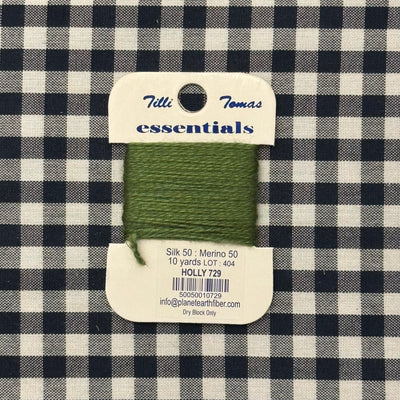 Tilli Tomas
essentials
Silk 50 : Merino 50
10 yards LOT : 404
HOLLY 729
50050010729
info@planetearthfiber.com
Dry Block Only